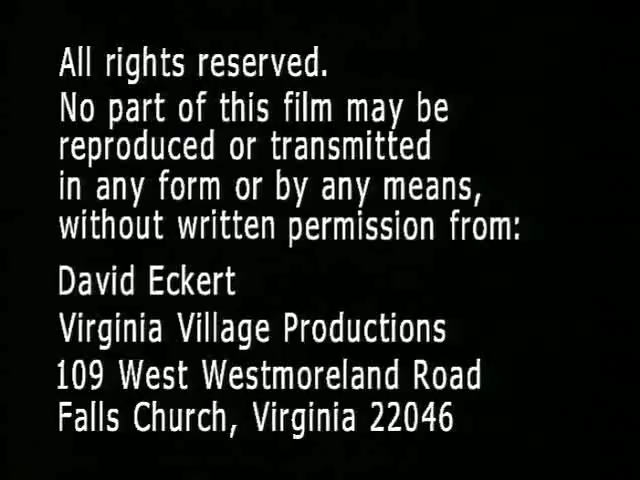 All rights reserved.
No part of this film may be
reproduced or transmitted
in any form or by any means,
without written permission from:
David Eckert
Virginia Village Productions
109 West Westmoreland Road
Falls Church, Virginia 22046